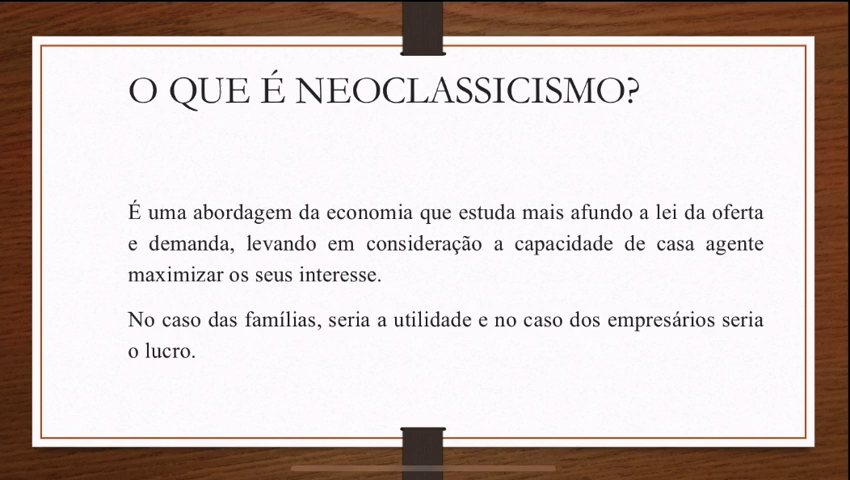 O QUE É NEOCLASSICISMO?
É uma abordagem da economia que estuda mais afundo a lei da oferta
e demanda, levando em consideração a capacidade de casa agente
maximizar os seus interesse.
No caso das famílias, seria a utilidade e no caso dos empresários seria
o lucro.